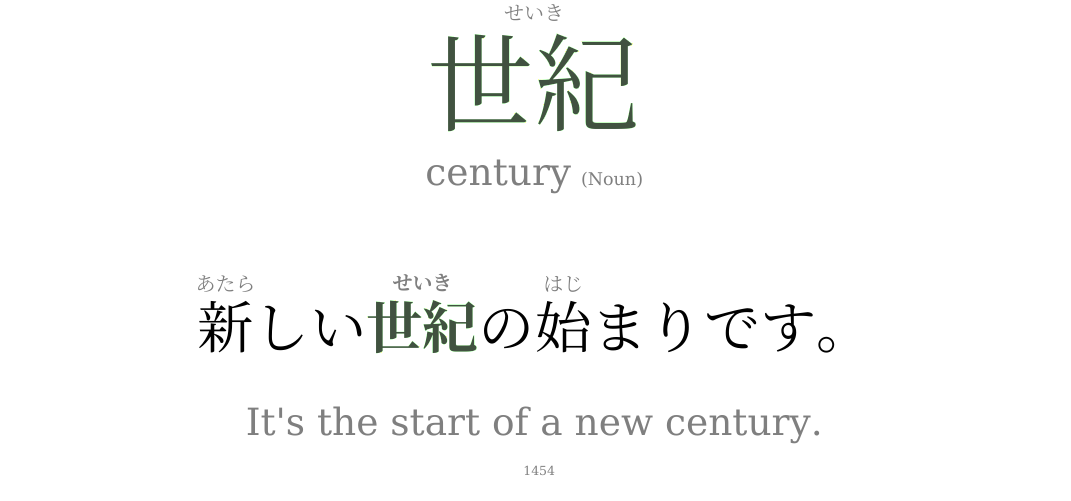 せいき
世紀
century (Noun)
あたら せいき はじ
新しい世紀の始まりです。
It's the start of a new century.
1454